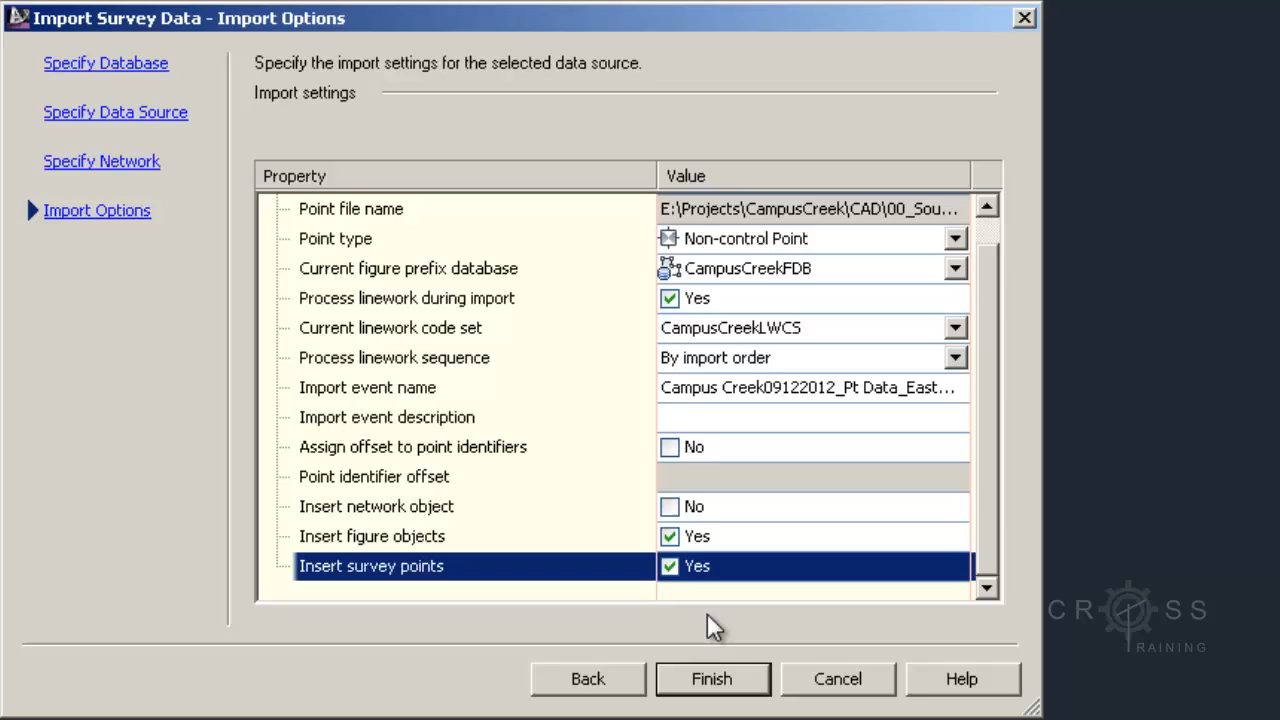 Import Survey Data - Import Options
Specify Database
Specify Data Source
Specify Network
Import Options
Specify the import settings for the selected data source.
Import settings
Property Value
Point file name E:\Projects\CampusCreek\CAD\00_Sou...
Point type Non-control Point
Current figure prefix database CampusCreekFDB
Process linework during import Yes
Current linework code set CampusCreekLWCS
Process linework sequence By import order
Import event name Campus Creek09122012_Pt Data_East...
Import event description
Assign offset to point identifiers No
Point identifier offset
Insert network object No
Insert figure objects Yes
Insert survey points Yes
Back Finish Cancel Help
CROSS
TRAINING